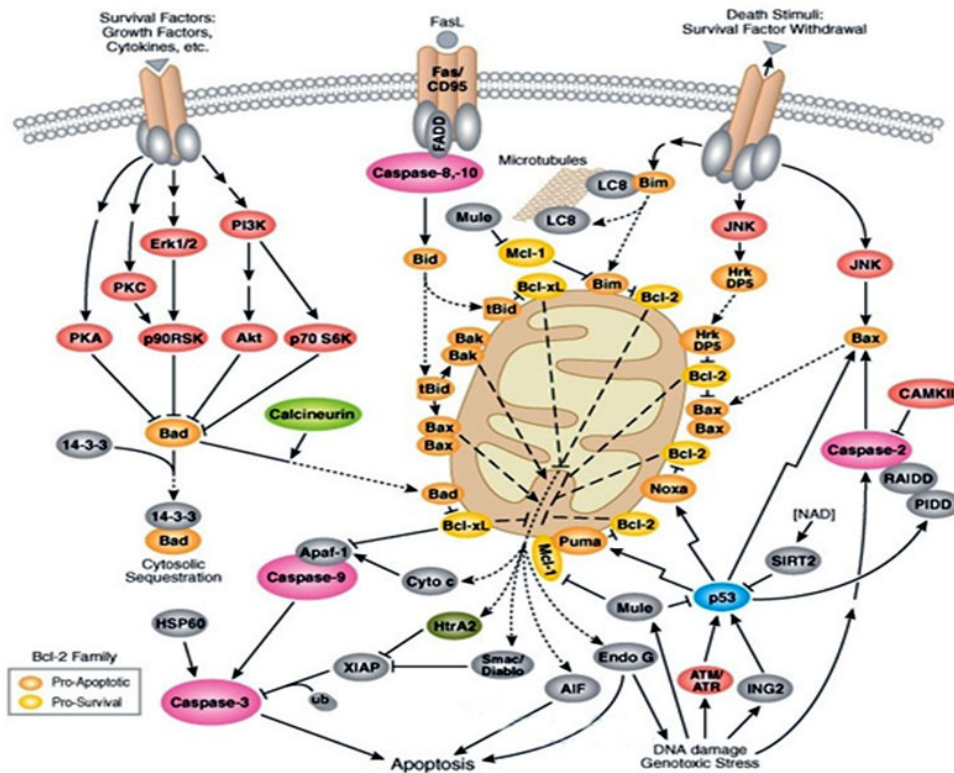 Survival Factors:
Growth Factors,
Cytokines, etc.
FasL
Death Stimuli:
Survival Factor Withdrawal
Fas/
CD95
FADD
Caspase-8,-10
Microtubules
LC8
Bim
LC8
Mule
Mcl-1
PI3K
Erk1/2
PKC
PKA
p90RSK
Akt
p70 S6K
Bid
tBid
Bcl-xL
Bim
Bcl-2
JNK
Hrk
DP5
JNK
Bak
Bak
Hrk
DP5
Bcl-2
Bax
tBid
Bax
Bax
Bax
Bax
CAMKII
Calcineurin
Bad
14-3-3
Bcl-2
Noxa
Caspase-2
RAIDD
PIDD
Bad
Bcl-xL
Bcl-2
Puma
Mcl-1
14-3-3
Bad
Cytosolic
Sequestration
Apaf-1
Caspase-9
Cyto c
[NAD]
SIRT2
p53
Mule
HSP60
HtrA2
XIAP
Smac/
Diablo
Endo G
ATM/
ATR
ING2
AIF
ub
Caspase-3
Bcl-2 Family
Pro-Apoptotic
Pro-Survival
Apoptosis
DNA damage
Genotoxic Stress